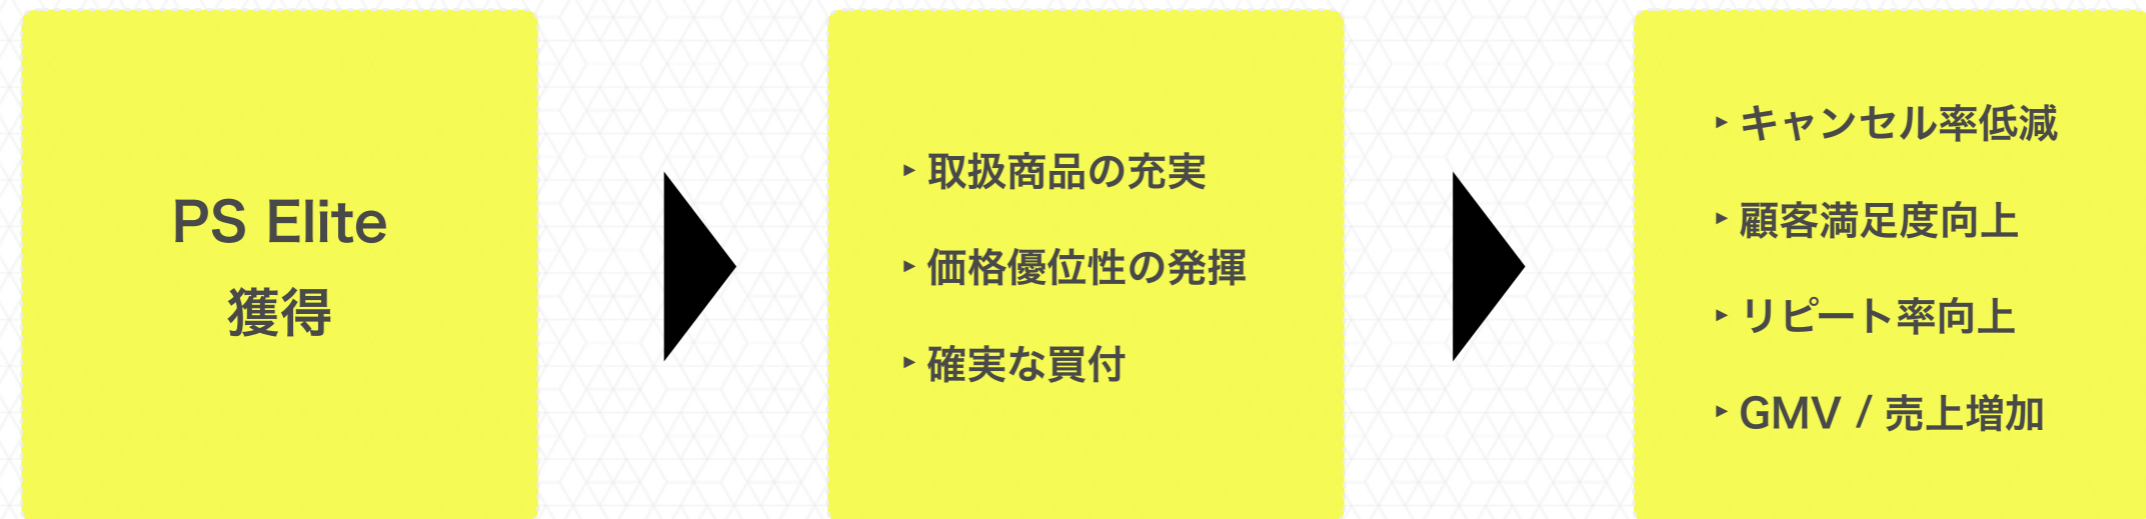 PS Elite
獲得
‣ 取扱商品の充実
‣ 価格優位性の発揮
‣ 確実な買付
‣ キャンセル率低減
‣ 顧客満足度向上
‣ リピート率向上
‣ GMV / 売上増加